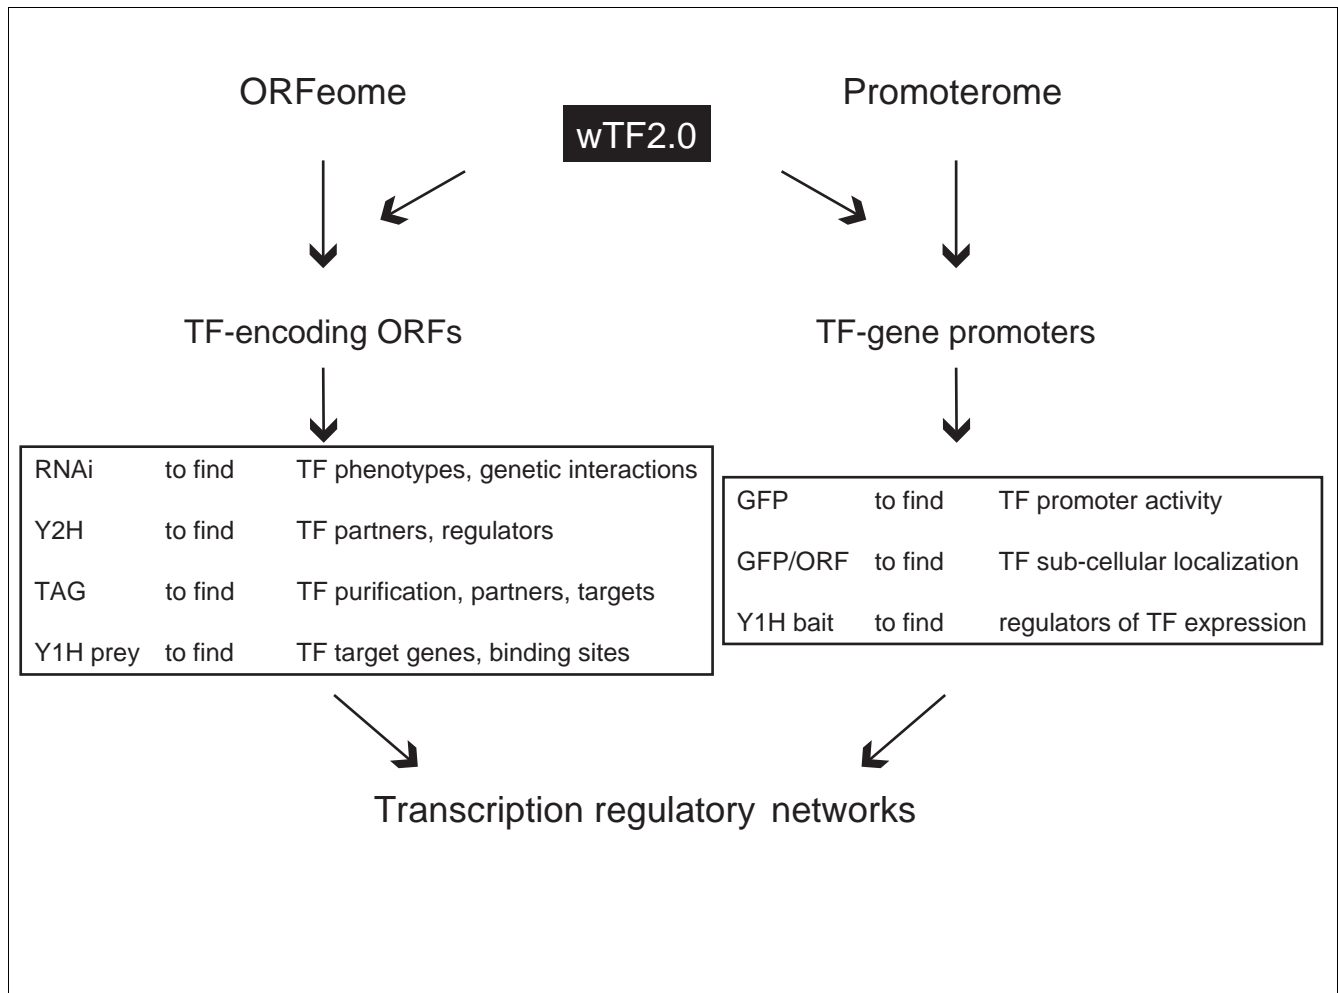 ORFeome
Promoterome
wTF2.0
TF-encoding ORFs
TF-gene promoters
RNAi to find TF phenotypes, genetic interactions
Y2H to find TF partners, regulators
TAG to find TF purification, partners, targets
Y1H prey to find TF target genes, binding sites
GFP to find TF promoter activity
GFP/ORF to find TF sub-cellular localization
Y1H bait to find regulators of TF expression
Transcription regulatory networks